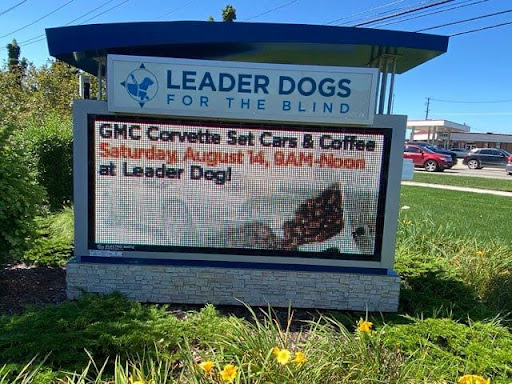 LEADER DOGS
FOR THE BLIND
GMC Corvette Set Cars & Coffee
Saturday, August 14, 9AM-Noon
at Leader Dog!